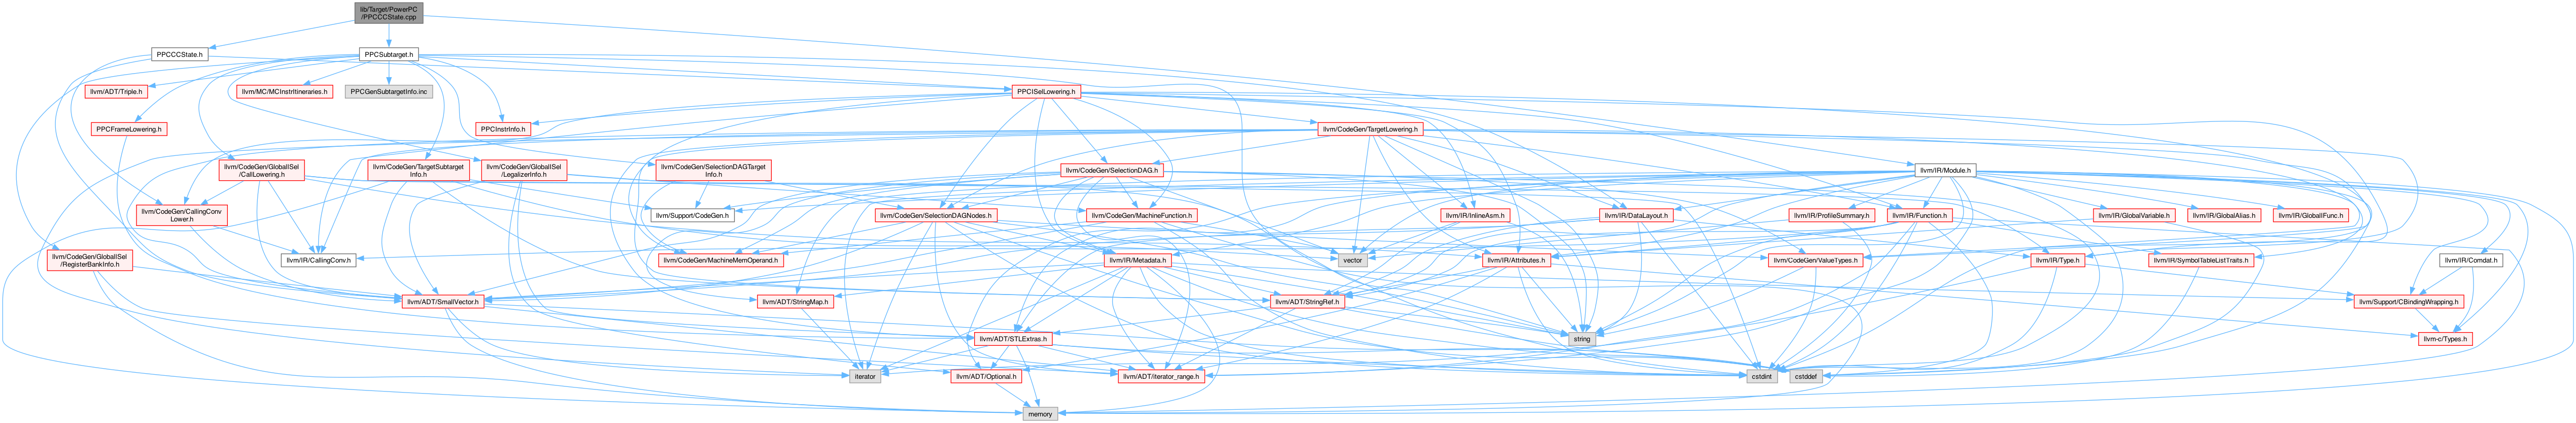 lib/Target/PowerPC
/PPCCCState.cpp
PPCCCState.h
PPCSubtarget.h
llvm/ADT/Triple.h
llvm/MC/MCInstrItineraries.h
PPCGenSubtargetInfo.inc
PPCISelLowering.h
PPCFrameLowering.h
PPCInstrInfo.h
llvm/CodeGen/TargetLowering.h
llvm/CodeGen/GlobalISel
/CallLowering.h
llvm/CodeGen/TargetSubtarget
Info.h
llvm/CodeGen/GlobalISel
/LegalizerInfo.h
llvm/CodeGen/SelectionDAGTarget
Info.h
llvm/CodeGen/SelectionDAG.h
llvm/IR/Module.h
llvm/CodeGen/CallingConv
Lower.h
llvm/Support/CodeGen.h
llvm/CodeGen/SelectionDAGNodes.h
llvm/CodeGen/MachineFunction.h
llvm/IR/InlineAsm.h
llvm/IR/DataLayout.h
llvm/IR/ProfileSummary.h
llvm/IR/Function.h
llvm/IR/GlobalVariable.h
llvm/IR/GlobalAlias.h
llvm/IR/GlobalIFunc.h
llvm/CodeGen/GlobalISel
/RegisterBankInfo.h
llvm/IR/CallingConv.h
llvm/CodeGen/MachineMemOperand.h
llvm/IR/Metadata.h
vector
llvm/IR/Attributes.h
llvm/CodeGen/ValueTypes.h
llvm/IR/Type.h
llvm/IR/SymbolTableListTraits.h
llvm/IR/Comdat.h
llvm/ADT/SmallVector.h
llvm/ADT/StringMap.h
llvm/ADT/StringRef.h
llvm/Support/CBindingWrapping.h
llvm/ADT/STLExtras.h
string
llvm-c/Types.h
iterator
llvm/ADT/Optional.h
llvm/ADT/iterator_range.h
cstdint
cstddef
memory